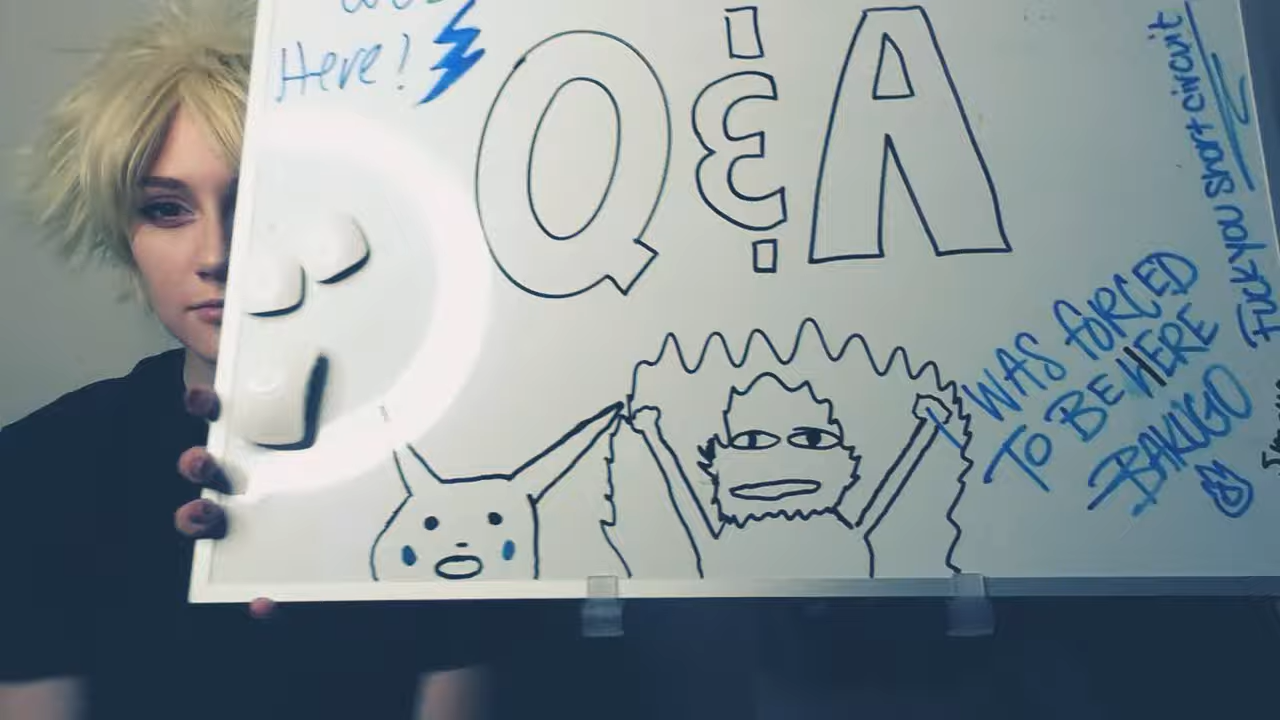 Here!
Q & A
I WAS forCED
TO BE HERE
BAKUGO
Fuck you short circuit